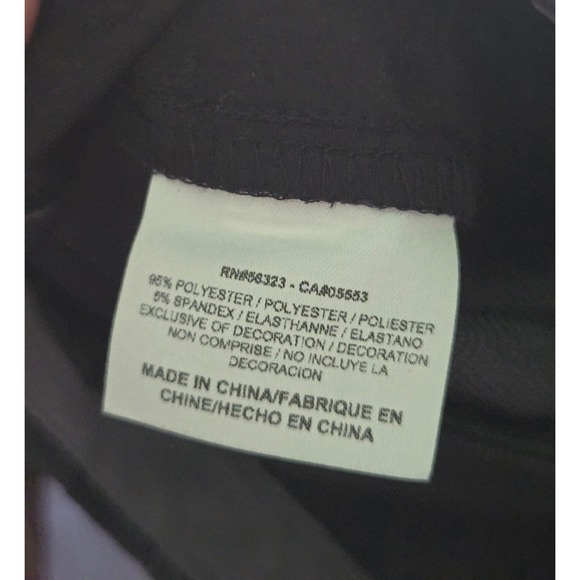 RN#56323 - CA#05553
95% POLYESTER / POLYESTER / POLIESTER
5% SPANDEX / ELASTHANNE / ELASTANO
EXCLUSIVE OF DECORATION / DECORATION
NON COMPRISE / NO INCLUYE LA
DECORACION
MADE IN CHINA/FABRIQUE EN
CHINE/HECHO EN CHINA